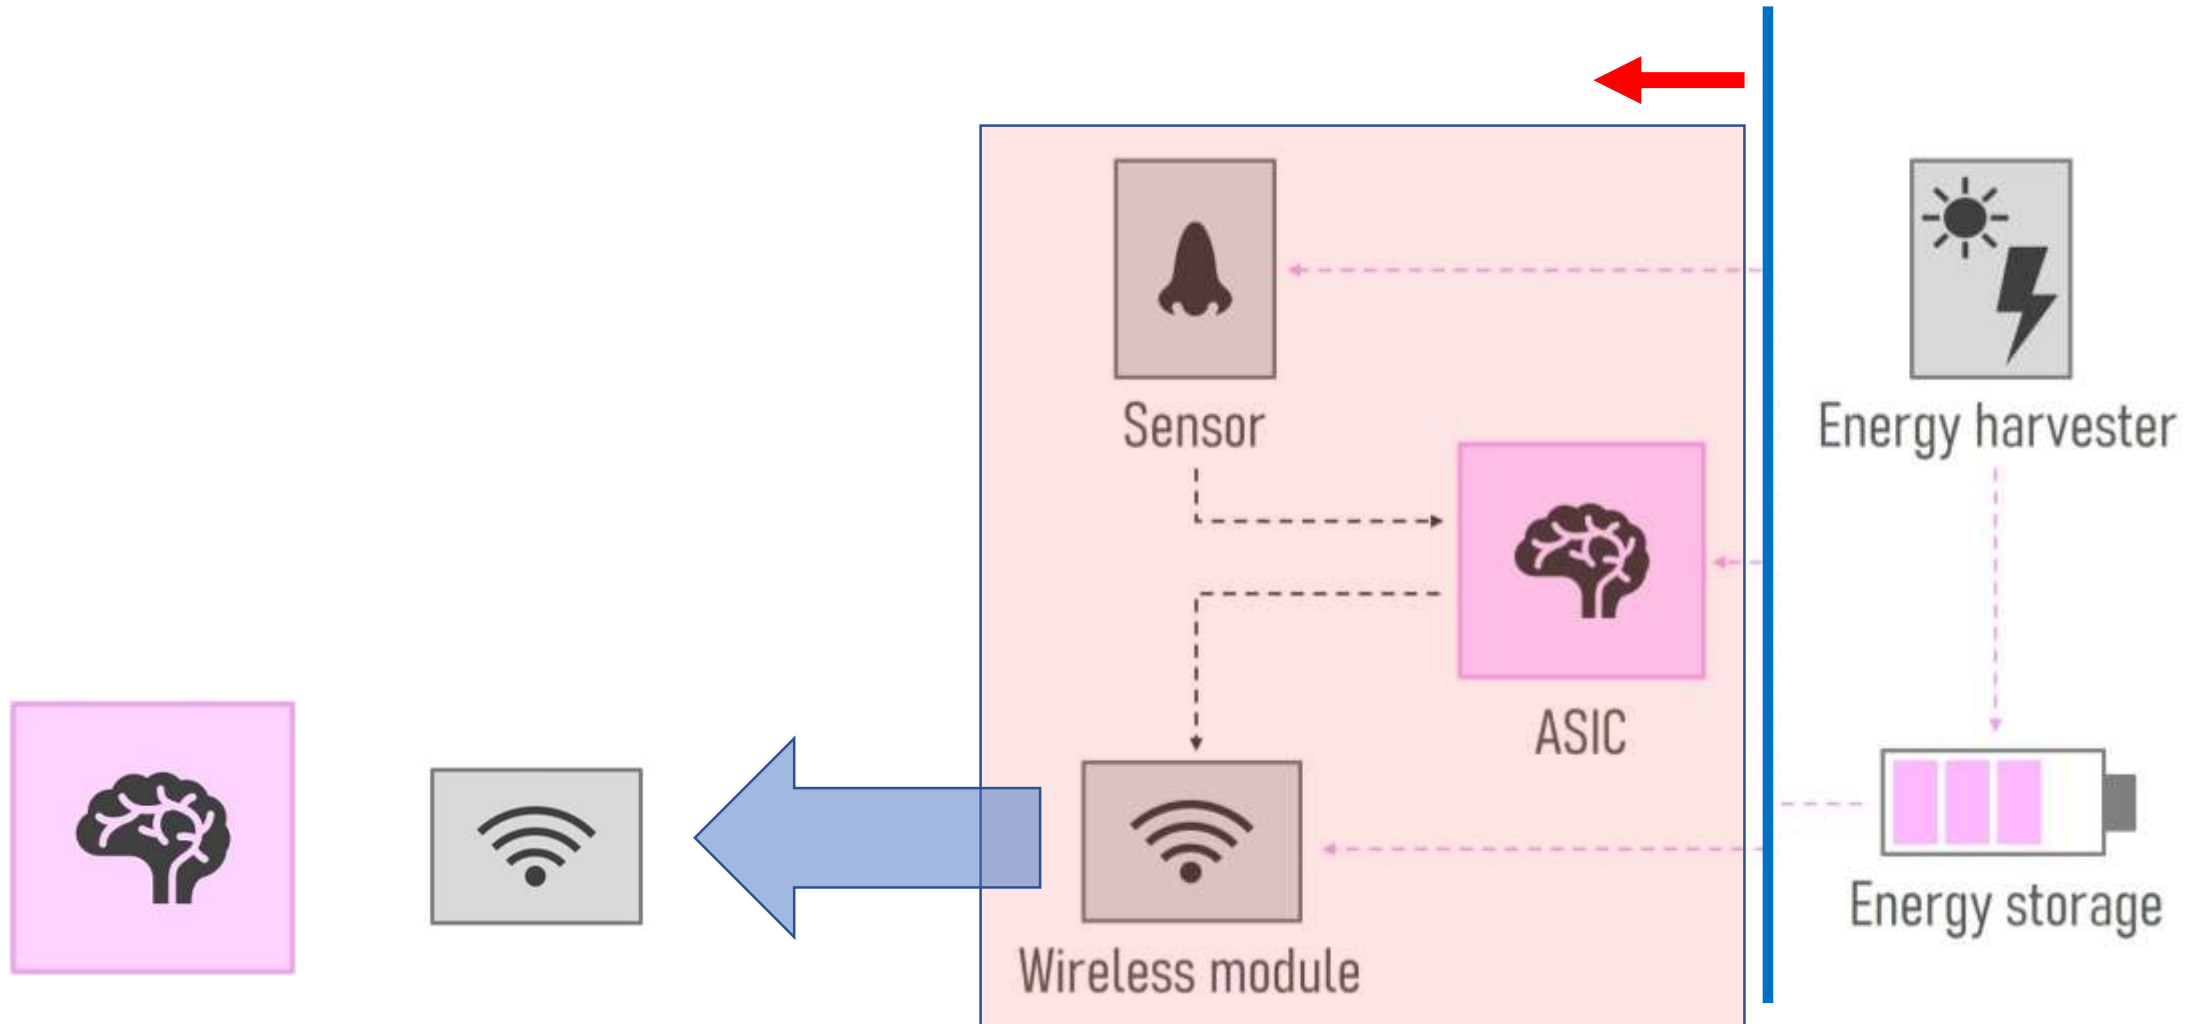 Sensor
Energy harvester
ASIC
Energy storage
Wireless module